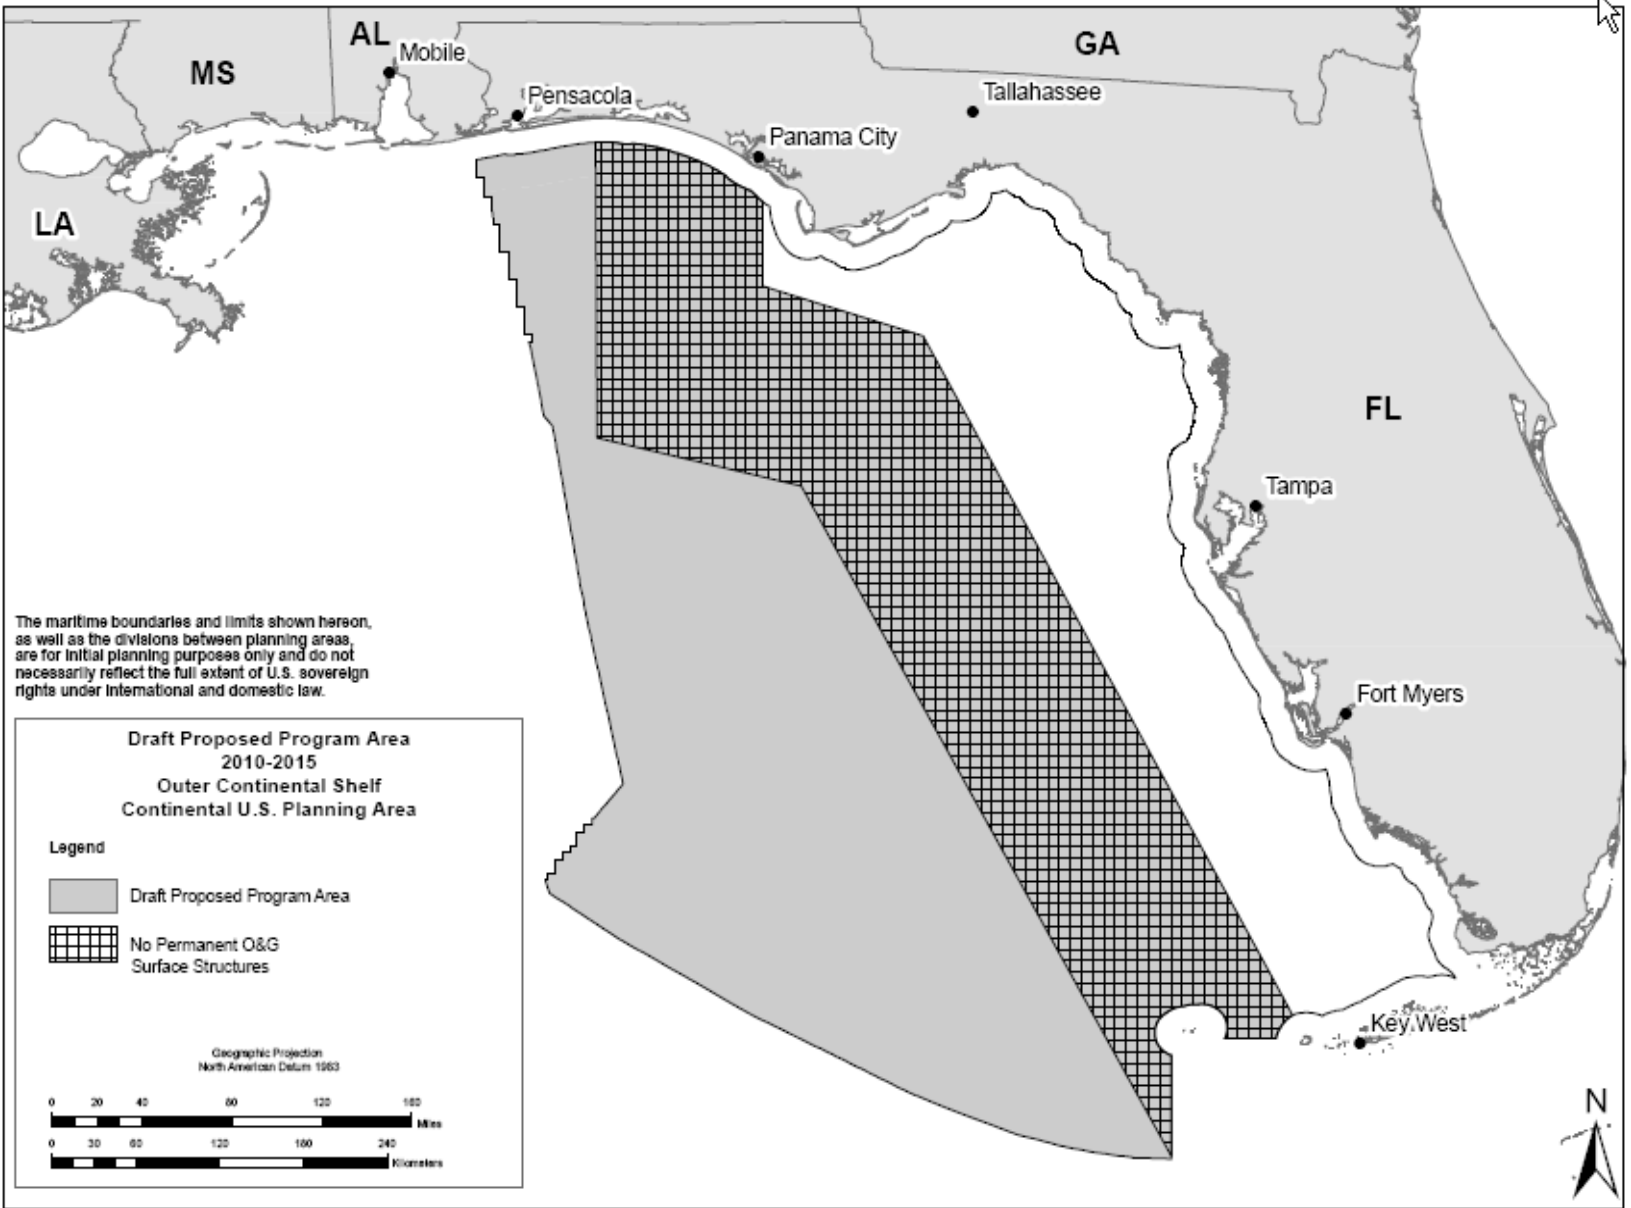 AL
Mobile
MS
GA
Pensacola
Tallahassee
Panama City
LA
FL
Tampa
The maritime boundaries and limits shown hereon,
as well as the divisions between planning areas,
are for initial planning purposes only and do not
necessarily reflect the full extent of U.S. sovereign
rights under international and domestic law.
Fort Myers
Draft Proposed Program Area
2010-2015
Outer Continental Shelf
Continental U.S. Planning Area
Legend
Draft Proposed Program Area
No Permanent O&G
Surface Structures
Key West
Geographic Projection
North American Datum 1983
0 20 40 80 120 160
Miles
0 30 60 120 180 240
Kilometers
N